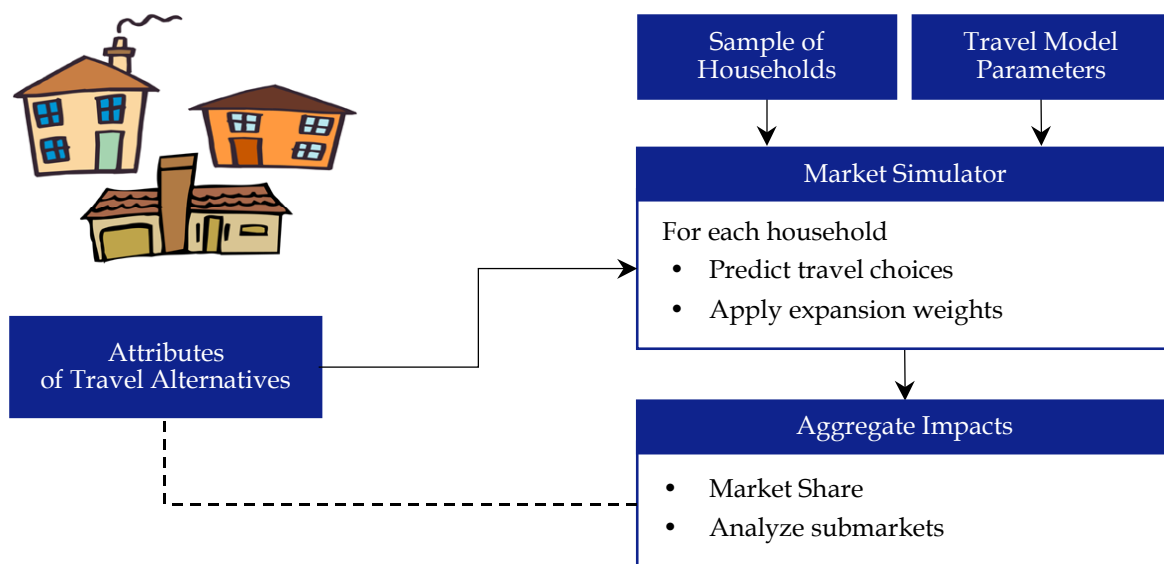 Sample of
Households
Travel Model
Parameters
Market Simulator
For each household
• Predict travel choices
• Apply expansion weights
Attributes
of Travel Alternatives
Aggregate Impacts
• Market Share
• Analyze submarkets